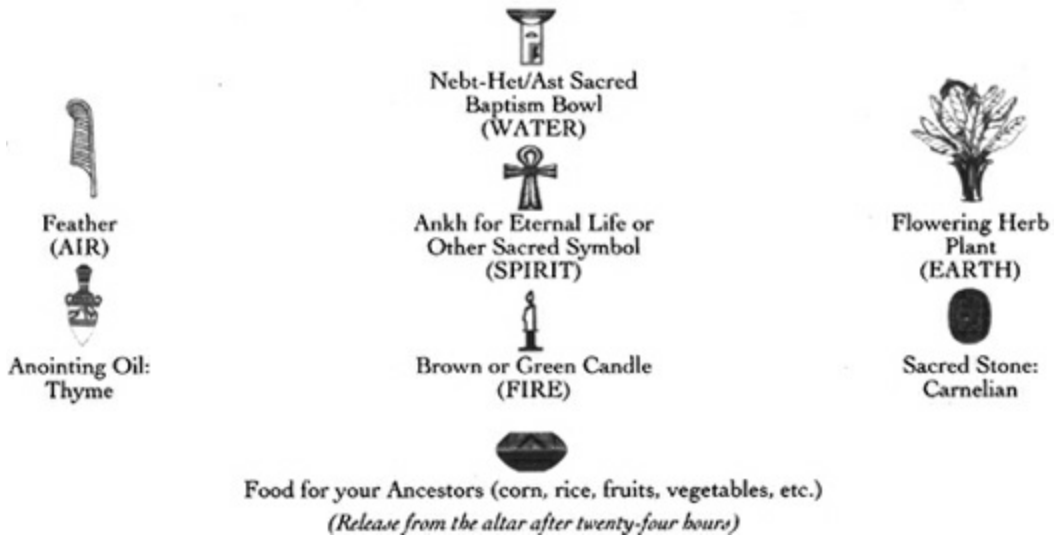 Nebt-Het/Ast Sacred
Baptism Bowl
(WATER)
Feather
(AIR)
Ankh for Eternal Life or
Other Sacred Symbol
(SPIRIT)
Flowering Herb
Plant
(EARTH)
Anointing Oil:
Thyme
Brown or Green Candle
(FIRE)
Sacred Stone:
Carnelian
Food for your Ancestors (corn, rice, fruits, vegetables, etc.)
(Release from the altar after twenty-four hours)